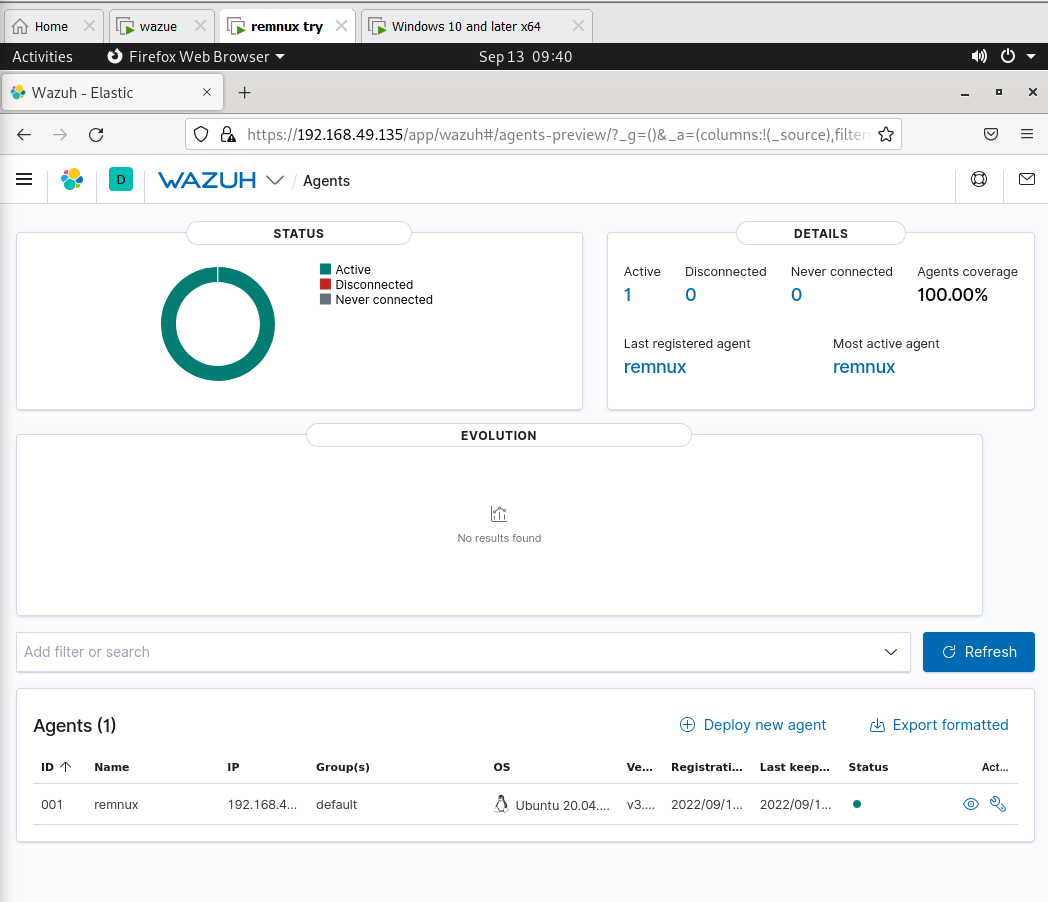 Home wazue remnux try Windows 10 and later x64
Activities Firefox Web Browser Sep 13 09:40
Wazuh - Elastic
https://192.168.49.135/app/wazuh#/agents-preview/?_g=()&_a=(columns:!(_source),filter
D WAZUH / Agents
STATUS
Active
Disconnected
Never connected
DETAILS
Active Disconnected Never connected Agents coverage
1 0 0 100.00%
Last registered agent Most active agent
remnux remnux
EVOLUTION
No results found
Add filter or search Refresh
Agents (1) Deploy new agent Export formatted
ID Name IP Group(s) OS Ve... Registrati... Last keep... Status Act...
001 remnux 192.168.4... default Ubuntu 20.04.... v3.... 2022/09/1... 2022/09/1...